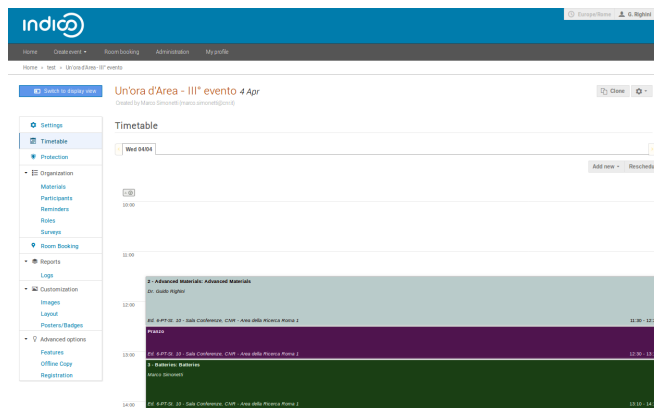 indico
Europe/Rome G. Righini
Home Create event Room booking Administration My profile
Home » test » Un'ora d'Area - III° evento
Switch to display view
Un'ora d'Area - III° evento 4 Apr
Clone
Created by Marco Simonetti
Settings
Timetable
Protection
Organization
Materials
Participants
Reminders
Roles
Surveys
Room Booking
Reports
Logs
Customization
Images
Layout
Posters/Badges
Advanced options
Features
Offline Copy
Registration
Timetable
Wed 04/04
Add new Reschedu
10:00
11:00
2 - Advanced Materials: Advanced Materials
Dr. Guido Righini
12:00
Ed. 6-PT-St. 10 - Sala Conferenze, CNR - Area della Ricerca Roma 1 11:30 - 12:
Pranzo
13:00
Ed. 6-PT-St. 10 - Sala Conferenze, CNR - Area della Ricerca Roma 1 12:30 - 13:
3 - Batteries: Batteries
Marco Simonetti
14:00
Ed. 6-PT-St. 10 - Sala Conferenze, CNR - Area della Ricerca Roma 1 13:10 - 14: